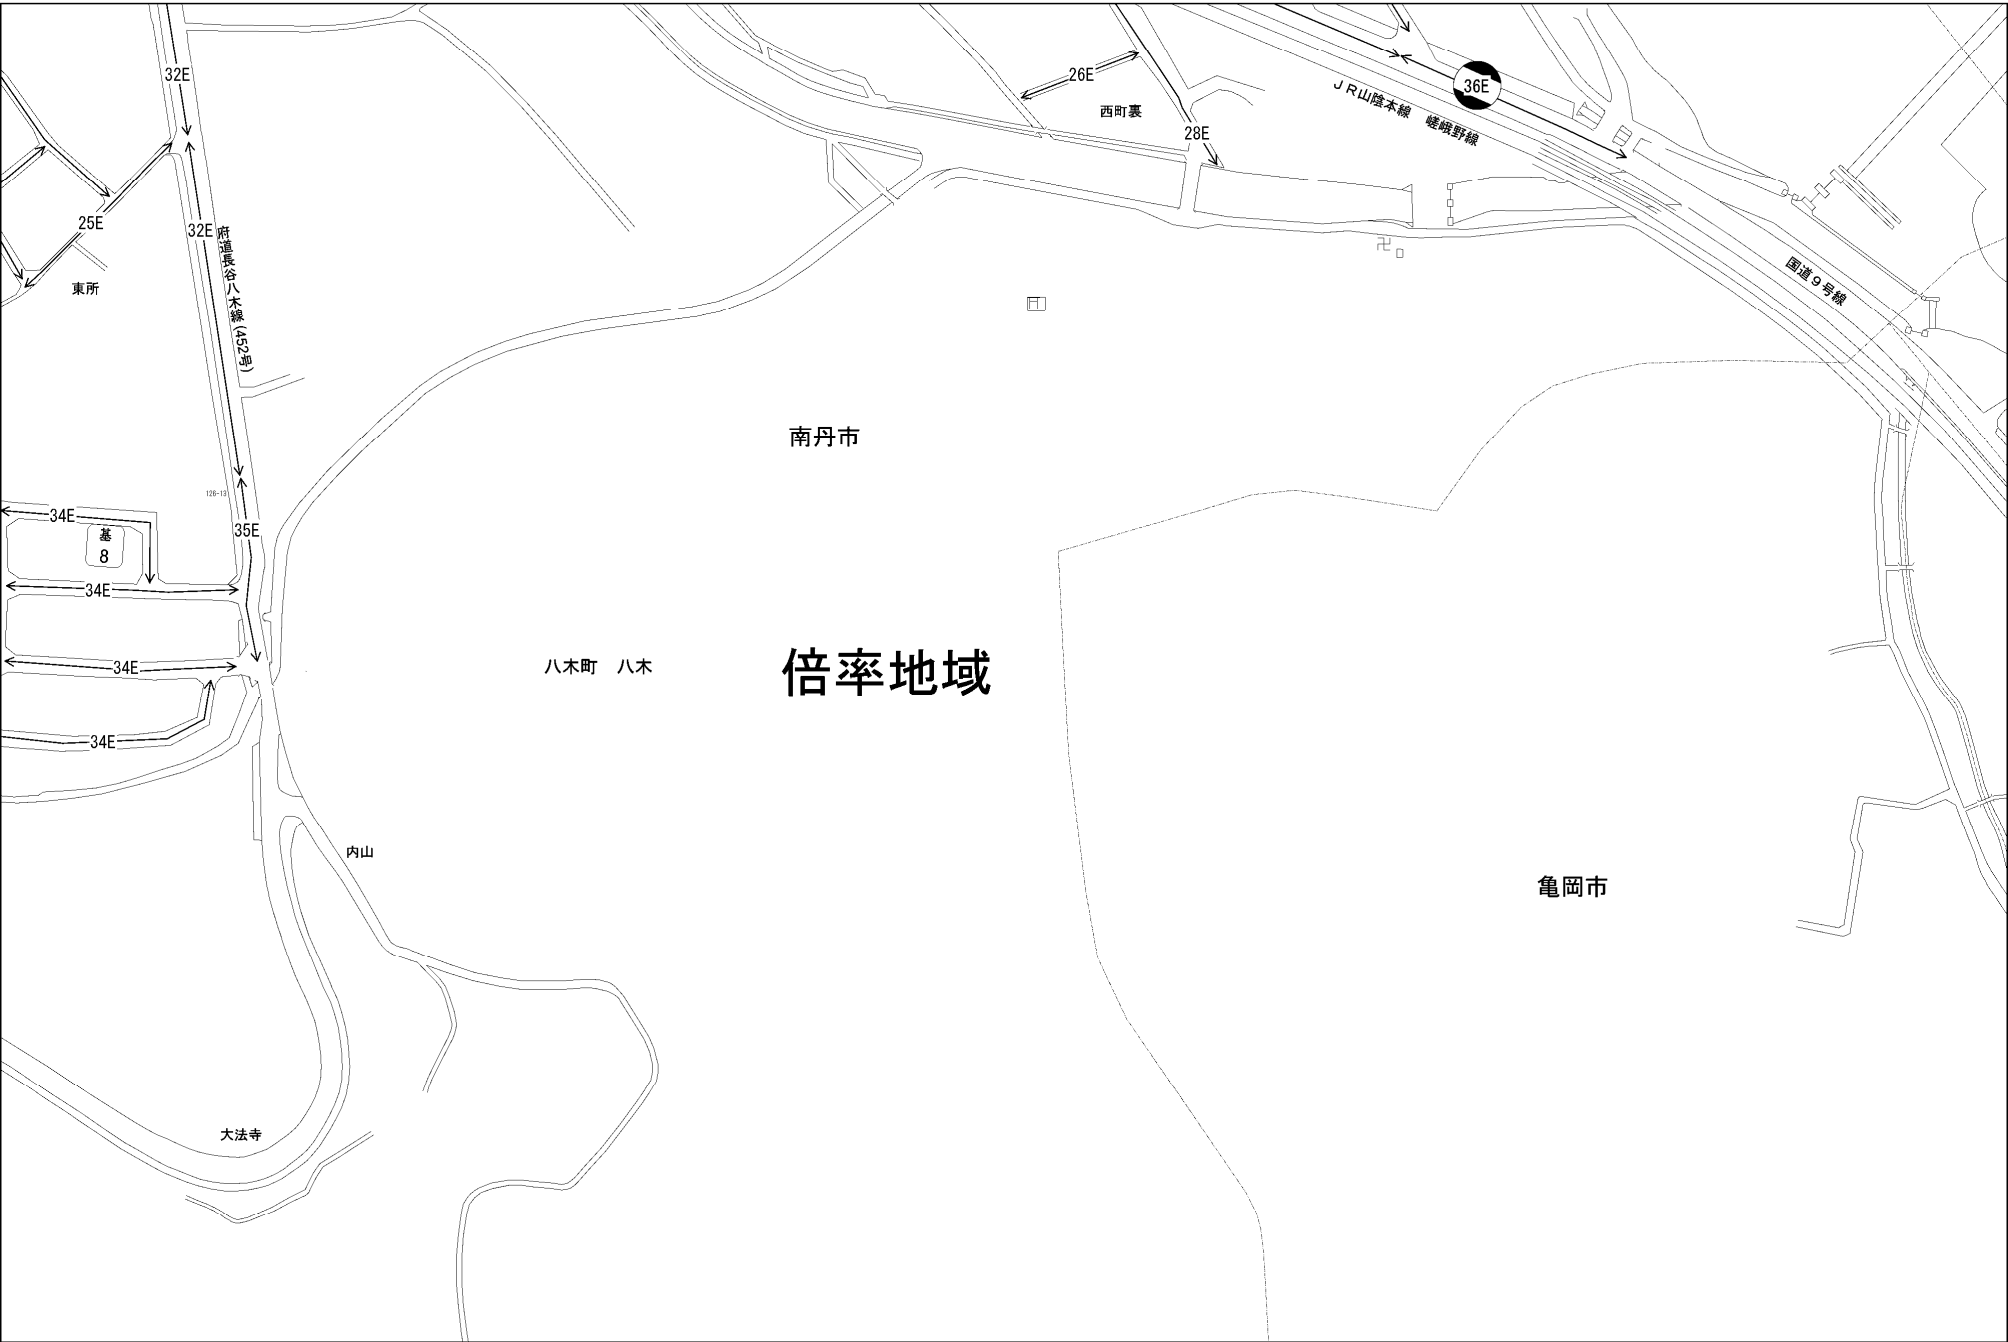 32E
26E
36E
西町裏
JR山陰本線　嵯峨野線
28E
25E
32E
府道長谷八木線(452号)
東所
国道9号線
南丹市
126-13
34E
35E
基
8
34E
34E
八木町　八木
倍率地域
34E
内山
亀岡市
大法寺